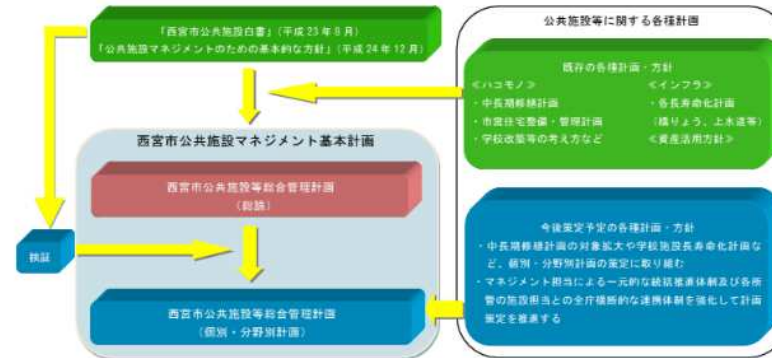 「西宮市公共施設白書」（平成23年8月）
「公共施設マネジメントのための基本的な方針」（平成24年12月）
西宮市公共施設マネジメント基本計画
西宮市公共施設等総合管理計画
（総論）
検証
西宮市公共施設等総合管理計画
（個別・分野別計画）
公共施設等に関する各種計画
既存の各種計画・方針
≪ハコモノ≫
・中長期修繕計画
・市営住宅整備・管理計画
・学校改築等の考え方など
≪インフラ≫
・各長寿命化計画
（橋りょう、上水道等）
≪資産活用方針≫
今後策定予定の各種計画・方針
・中長期修繕計画の対象拡大や学校施設長寿命化計画な
ど、個別・分野別計画の策定に取り組む
・マネジメント担当による一元的な統括推進体制及び各所
管の施設担当との全庁横断的な連携体制を強化して計画
策定を推進する